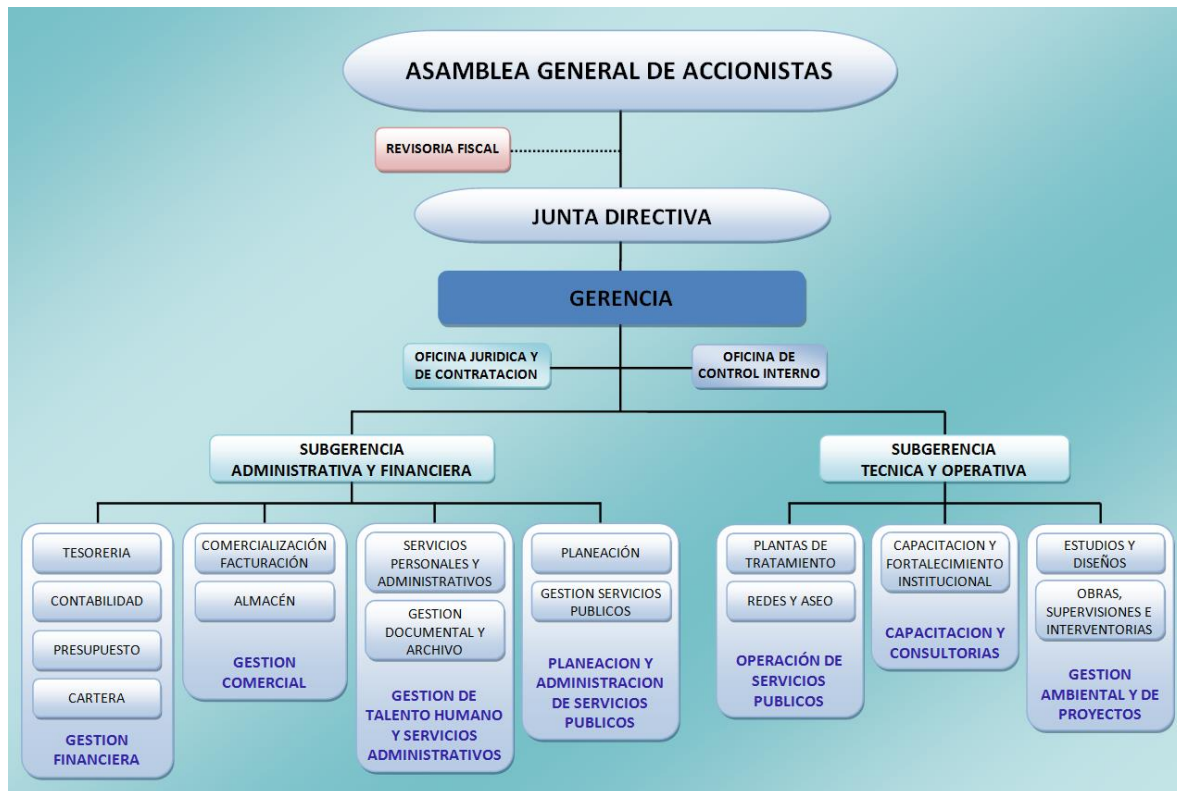 ASAMBLEA GENERAL DE ACCIONISTAS
REVISORIA FISCAL
JUNTA DIRECTIVA
GERENCIA
OFICINA JURIDICA Y
DE CONTRATACION
OFICINA DE
CONTROL INTERNO
SUBGERENCIA
ADMINISTRATIVA Y FINANCIERA
SUBGERENCIA
TECNICA Y OPERATIVA
TESORERIA
CONTABILIDAD
PRESUPUESTO
CARTERA
GESTION
FINANCIERA
COMERCIALIZACIÓN
FACTURACIÓN
ALMACÉN
GESTION
COMERCIAL
SERVICIOS
PERSONALES Y
ADMINISTRATIVOS
GESTION
DOCUMENTAL Y
ARCHIVO
GESTION DE
TALENTO HUMANO
Y SERVICIOS
ADMINISTRATIVOS
PLANEACIÓN
GESTION SERVICIOS
PUBLICOS
PLANEACION Y
ADMINISTRACION
DE SERVICIOS
PUBLICOS
PLANTAS DE
TRATAMIENTO
REDES Y ASEO
OPERACIÓN DE
SERVICIOS
PUBLICOS
CAPACITACION Y
FORTALECIMIENTO
INSTITUCIONAL
CAPACITACION Y
CONSULTORIAS
ESTUDIOS Y
DISEÑOS
OBRAS,
SUPERVISIONES E
INTERVENTORIAS
GESTION
AMBIENTAL Y DE
PROYECTOS